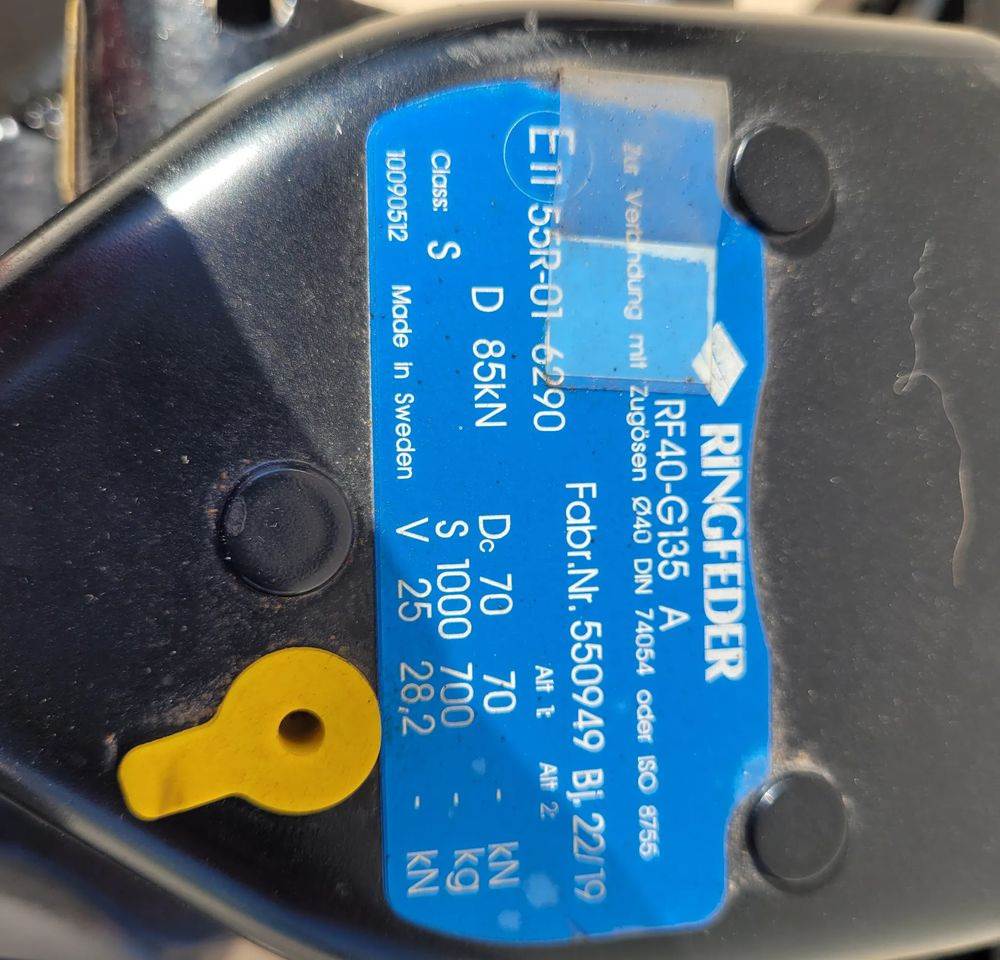 RINGFEDER
RF40-G135 A
Zur Verbindung mit Zugösen Ø40 DIN 74054 oder ISO 8755
Fabr.Nr. 550949 Bj. 22/19
E11 55R-01 6290
Alt 1: Alt 2:
D 85kN Dc 70 70 - kN
Class: S S 1000 700 - kg
V 25 28,2 - kN
10090512 Made in Sweden